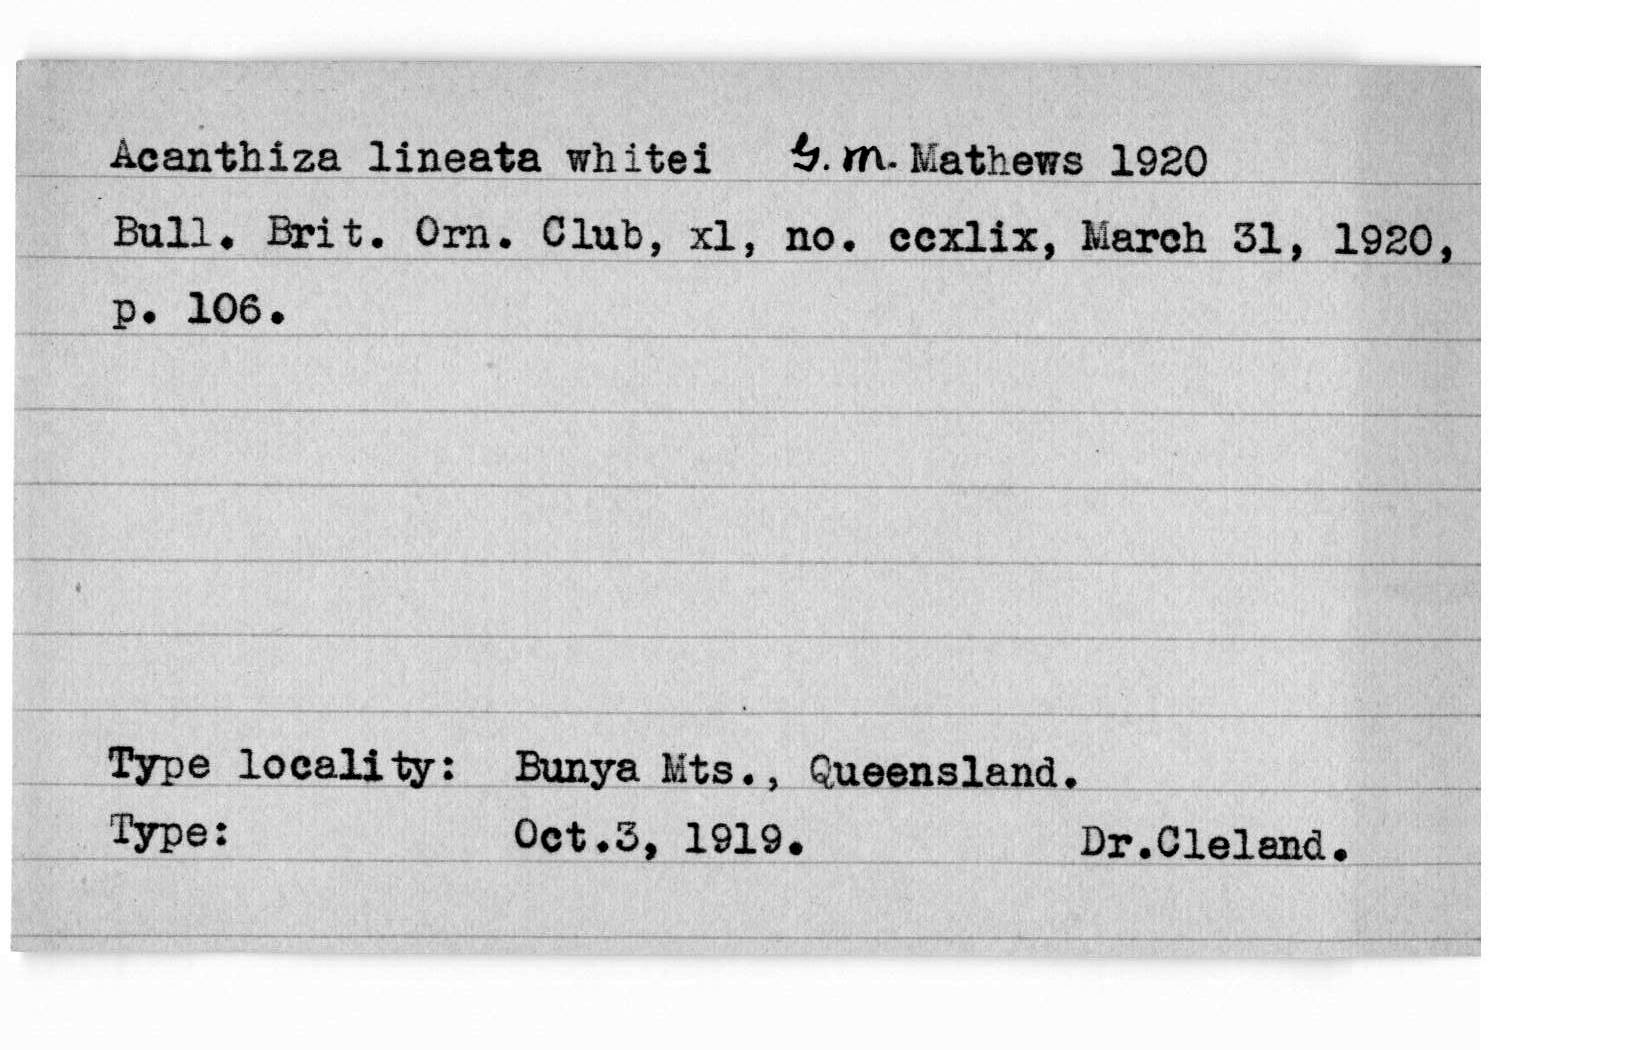 Acanthiza lineata whitei G.M. Mathews 1920
Bull. Brit. Orn. Club, xl, no. ccxlix, March 31, 1920,
p. 106.
Type locality: Bunya Mts., Queensland.
Type: Oct.3, 1919. Dr.Cleland.